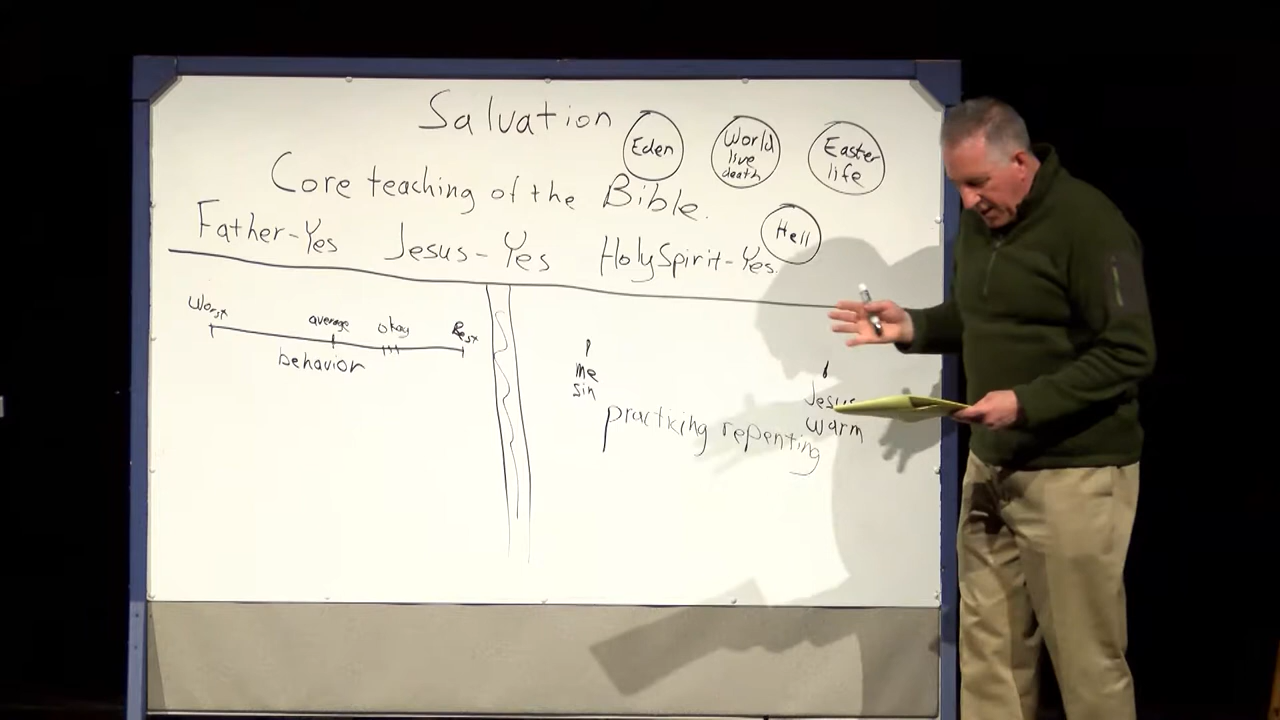 Salvation
Eden
World
live
death
Easter
life
Core teaching of the Bible.
Hell
Father-Yes Jesus-Yes Holy Spirit-Yes.
Worst
average
okay
Best
behavior
me
sin
Jesus
warm
practicing repenting